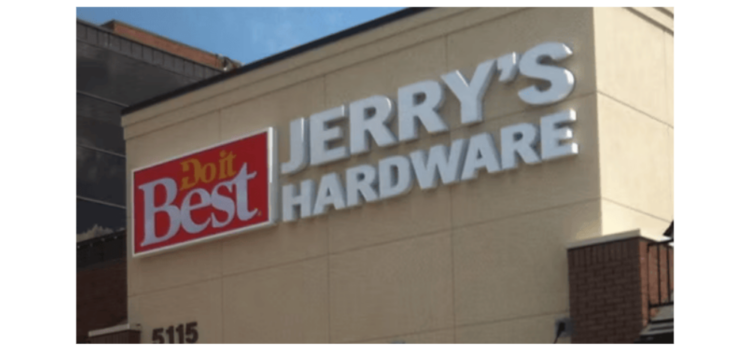 Do it
Best
JERRY'S
HARDWARE
5115